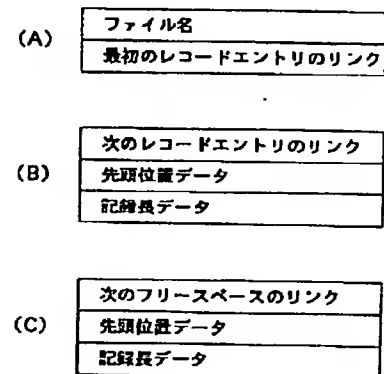 (A)
ファイル名
最初のレコードエントリのリンク
(B)
次のレコードエントリのリンク
先頭位置データ
記録長データ
(C)
次のフリースペースのリンク
先頭位置データ
記録長データ